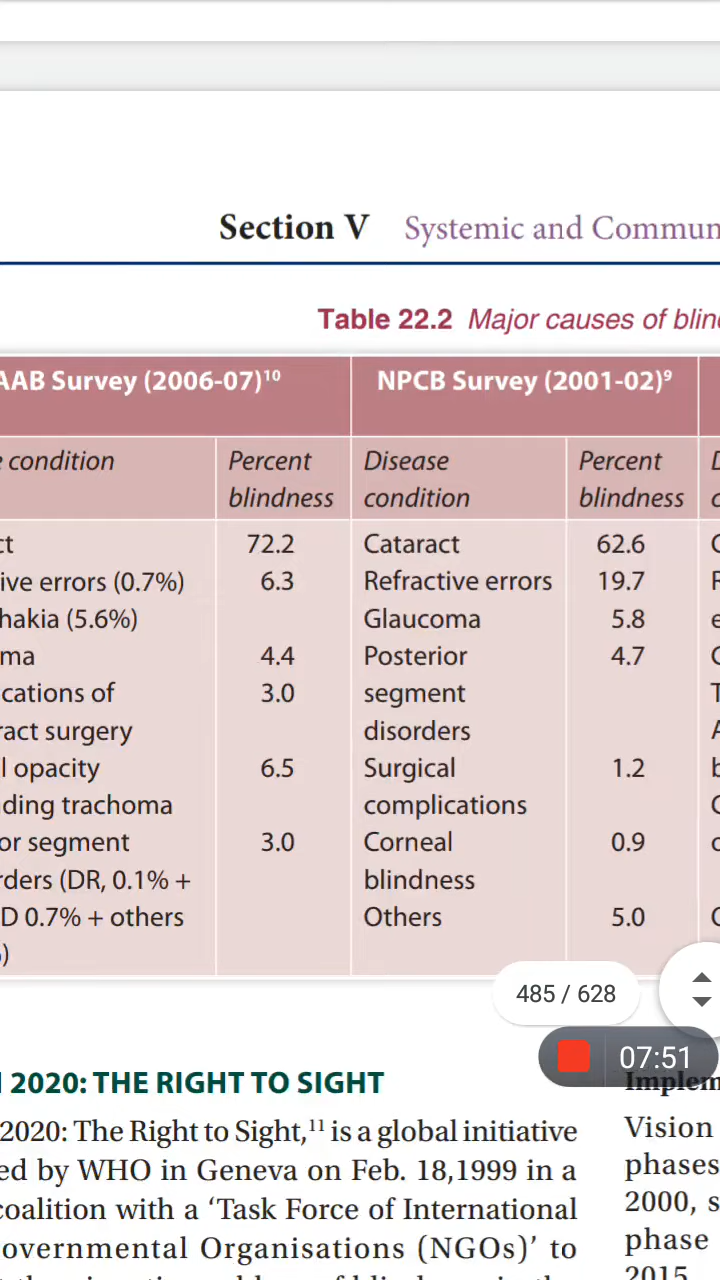 Section V Systemic and Commun
Table 22.2 Major causes of blin
AAB Survey (2006-07)10 NPCB Survey (2001-02)9
condition Percent Disease Percent
blindness condition blindness
ct 72.2 Cataract 62.6
ive errors (0.7%) 6.3 Refractive errors 19.7
hakia (5.6%) Glaucoma 5.8
ma 4.4 Posterior 4.7
cations of 3.0 segment
ract surgery disorders
l opacity 6.5 Surgical 1.2
ding trachoma complications
or segment 3.0 Corneal 0.9
rders (DR, 0.1% + blindness
D 0.7% + others Others 5.0
)
485 / 628
07:51
2020: THE RIGHT TO SIGHT
2020: The Right to Sight,11 is a global initiative
ed by WHO in Geneva on Feb. 18,1999 in a
coalition with a ‘Task Force of International
overnmental Organisations (NGOs)’ to
Implem
Vision
phases
2000, s
phase
2015